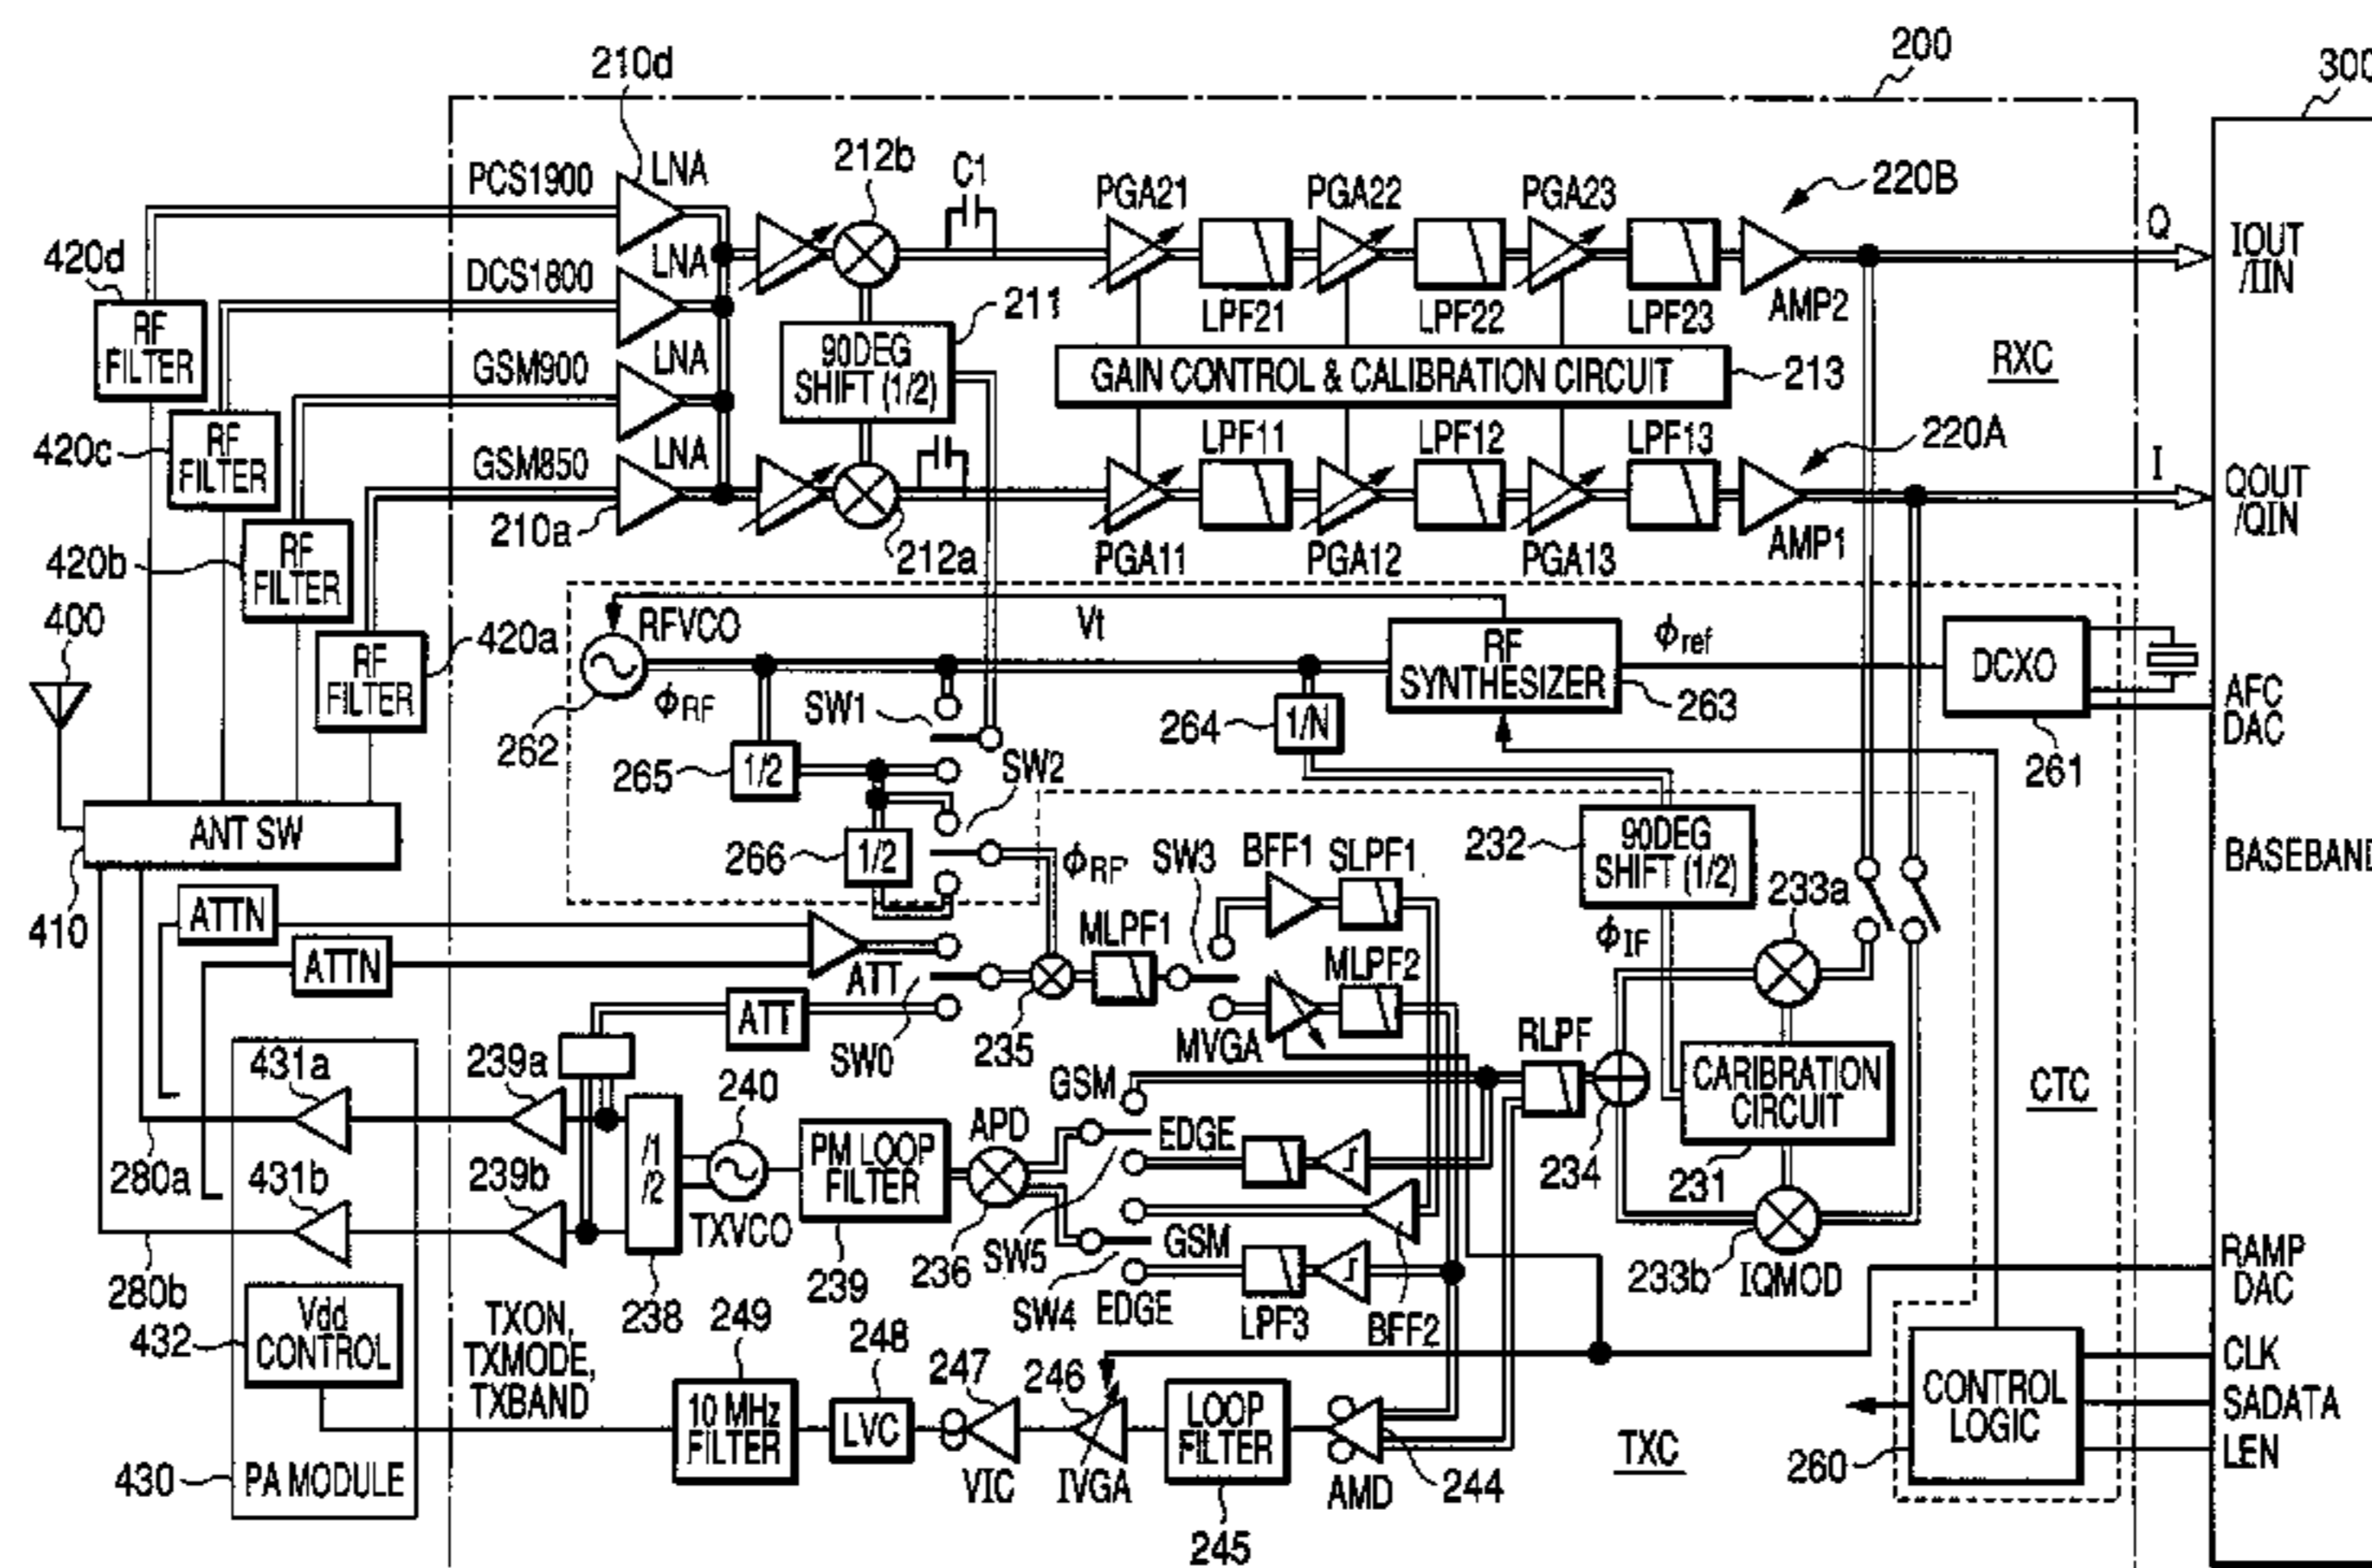 200
300
210d
PCS1900
LNA
212b
C1
PGA21
PGA22
PGA23
220B
Q
IOUT
/IIN
420d
RF
FILTER
DCS1800
LNA
211
LPF21
LPF22
LPF23
AMP2
90DEG
SHIFT (1/2)
GAIN CONTROL & CALIBRATION CIRCUIT
213
RXC
GSM900
LNA
420c
RF
FILTER
GSM850
LNA
LPF11
LPF12
LPF13
220A
I
QOUT
/QIN
210a
212a
PGA11
PGA12
PGA13
AMP1
420b
RF
FILTER
400
420a
RF
FILTER
RFVCO
Vt
RF
SYNTHESIZER
ϕref
DCXO
AFC
DAC
262
ϕRF
SW1
264
1/N
263
261
265
1/2
SW2
ANT SW
410
266
1/2
ϕRF'
SW3
BFF1
SLPF1
232
90DEG
SHIFT (1/2)
233a
BASEBAND
ATTN
ATTN
ATT
MLPF1
MLPF2
ϕIF
ATT
SW0
235
MVGA
RLPF
431a
239a
240
GSM
CARIBRATION
CIRCUIT
CTC
APD
EDGE
/1
/2
PM LOOP
FILTER
234
231
280a
431b
239b
TXVCO
SW5
GSM
236
239
SW4
EDGE
LPF3
BFF2
233b
IQMOD
RAMP
DAC
280b
238
Vdd
CONTROL
432
TXON,
TXMODE,
TXBAND
249
248
247
246
10 MHz
FILTER
LVC
VIC
IVGA
LOOP
FILTER
AMD
244
245
TXC
260
CONTROL
LOGIC
CLK
SADATA
LEN
430
PA MODULE